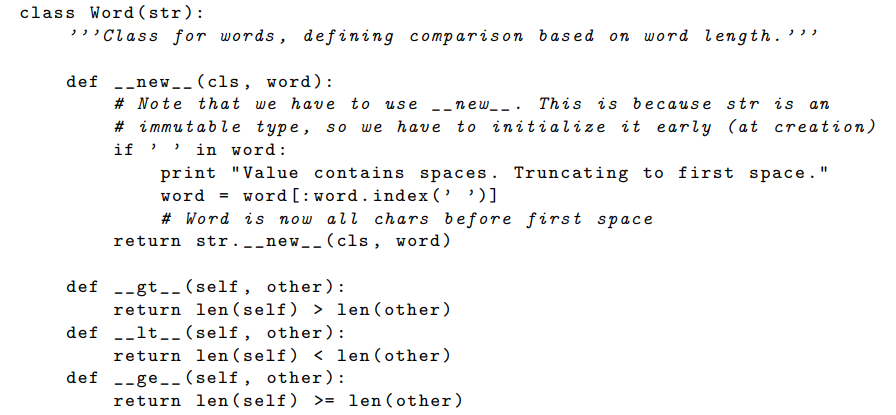 class Word(str):
    '''Class for words, defining comparison based on word length.'''

    def __new__(cls, word):
        # Note that we have to use __new__. This is because str is an
        # immutable type, so we have to initialize it early (at creation)
        if ' ' in word:
            print "Value contains spaces. Truncating to first space."
            word = word[:word.index(' ')]
            # Word is now all chars before first space
        return str.__new__(cls, word)

    def __gt__(self, other):
        return len(self) > len(other)
    def __lt__(self, other):
        return len(self) < len(other)
    def __ge__(self, other):
        return len(self) >= len(other)